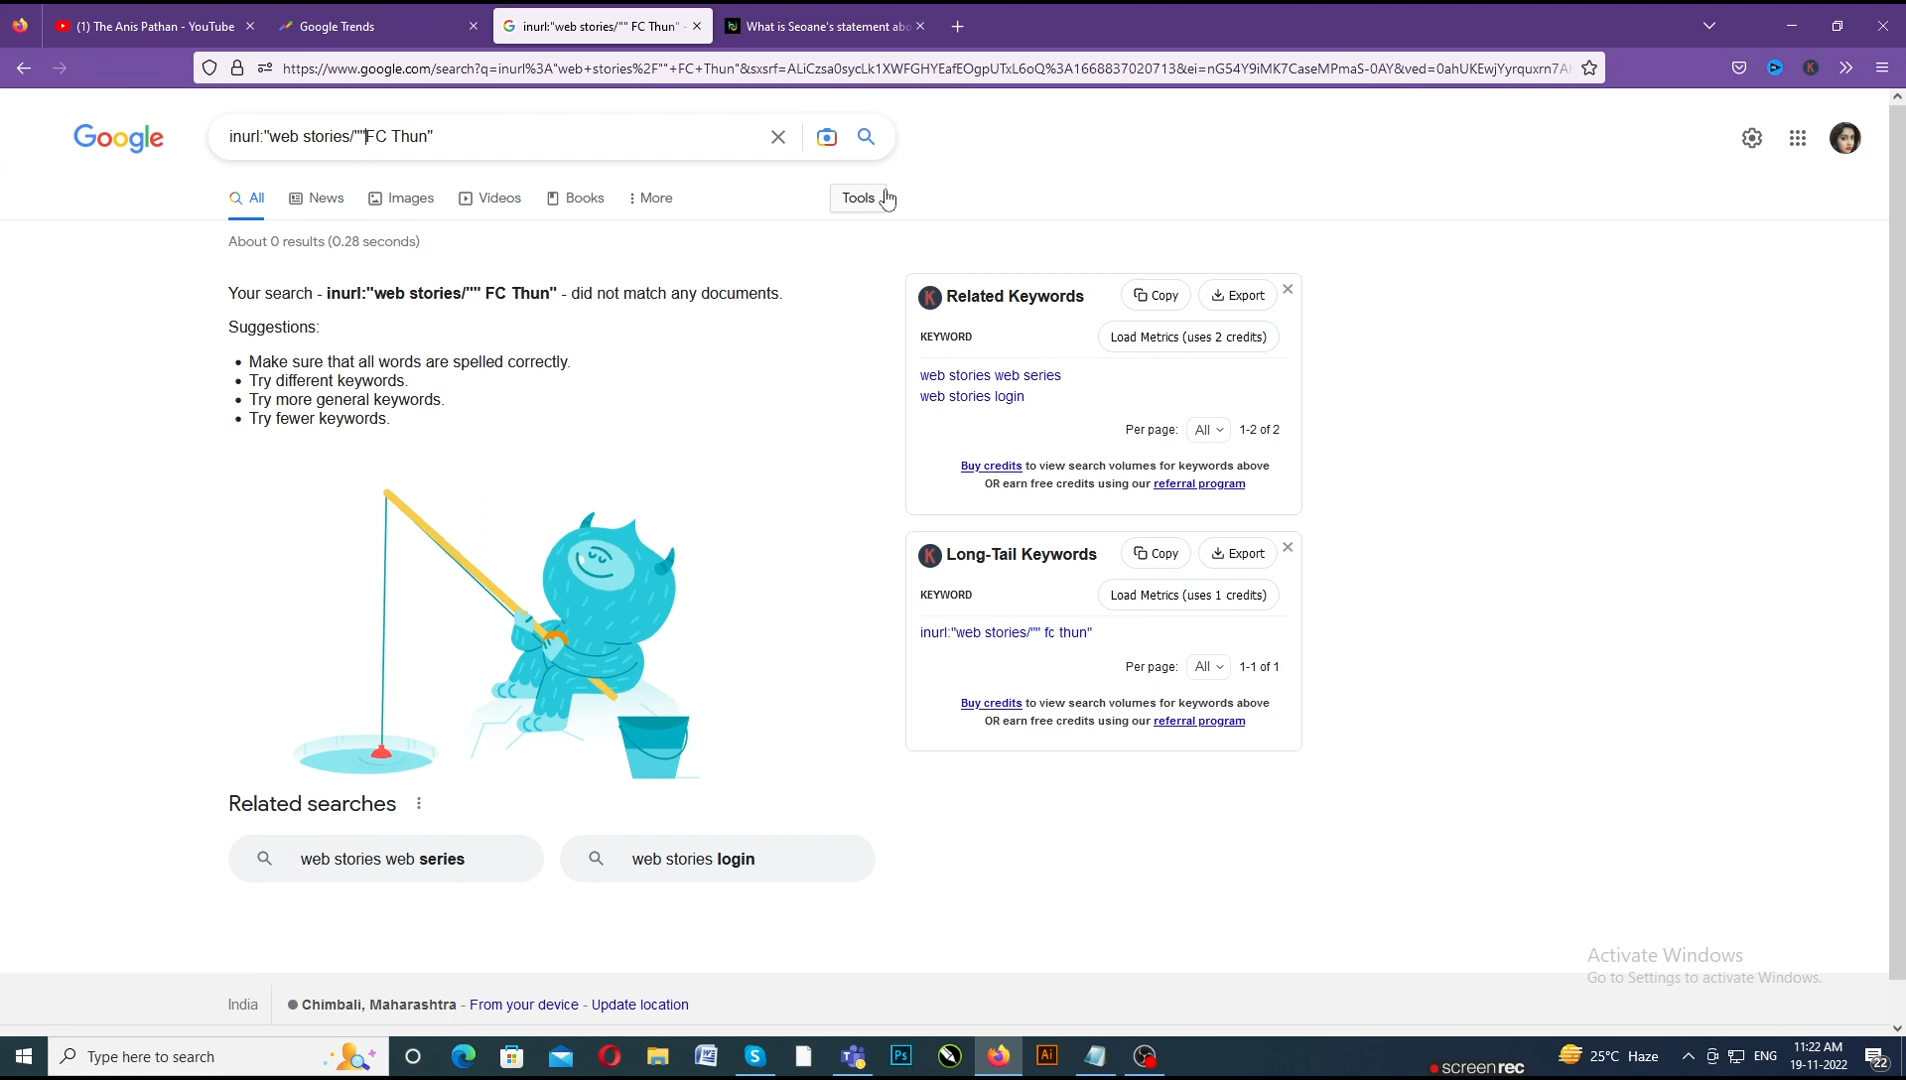 (1) The Anis Pathan - YouTube
Google Trends
inurl:"web stories/"" FC Thun" -
What is Seoane's statement abo
https://www.google.com/search?q=inurl%3A"web+stories%2F""+FC+Thun"&sxsrf=ALiCzsa0sycLk1XWFGHYEafEOgpUTxL6oQ%3A1668837020713&ei=nG54Y9iMK7CaseMPmaS-0AY&ved=0ahUKEwjYyrquxrn7A
Google
inurl:"web stories/""FC Thun"
All
News
Images
Videos
Books
More
Tools
About 0 results (0.28 seconds)
Your search - inurl:"web stories/"" FC Thun" - did not match any documents.
Suggestions:
Make sure that all words are spelled correctly.
Try different keywords.
Try more general keywords.
Try fewer keywords.
Related Keywords
Copy
Export
KEYWORD
Load Metrics (uses 2 credits)
web stories web series
web stories login
Per page: All 1-2 of 2
Buy credits to view search volumes for keywords above
OR earn free credits using our referral program
Long-Tail Keywords
Copy
Export
KEYWORD
Load Metrics (uses 1 credits)
inurl:"web stories/"" fc thun"
Per page: All 1-1 of 1
Buy credits to view search volumes for keywords above
OR earn free credits using our referral program
Related searches
web stories web series
web stories login
Activate Windows
Go to Settings to activate Windows.
India
Chimbali, Maharashtra - From your device - Update location
Type here to search
Ps
Ai
screenrec
25°C Haze
ENG
11:22 AM
19-11-2022
22